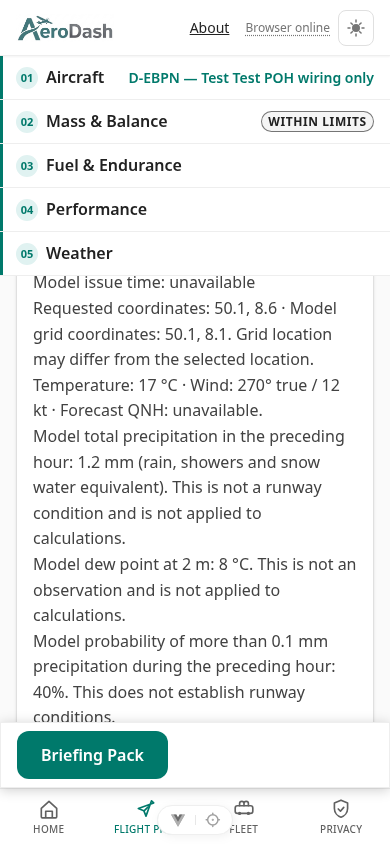 AeroDash
About
Browser online
01 Aircraft D-EBPN — Test Test POH wiring only
02 Mass & Balance WITHIN LIMITS
03 Fuel & Endurance
04 Performance
05 Weather
Model issue time: unavailable
Requested coordinates: 50.1, 8.6 · Model
grid coordinates: 50.1, 8.1. Grid location
may differ from the selected location.
Temperature: 17 °C · Wind: 270° true / 12
kt · Forecast QNH: unavailable.
Model total precipitation in the preceding
hour: 1.2 mm (rain, showers and snow
water equivalent). This is not a runway
condition and is not applied to
calculations.
Model dew point at 2 m: 8 °C. This is not an
observation and is not applied to
calculations.
Model probability of more than 0.1 mm
precipitation during the preceding hour:
40%. This does not establish runway
conditions.
Briefing Pack
HOME
FLIGHT
FLEET
PRIVACY